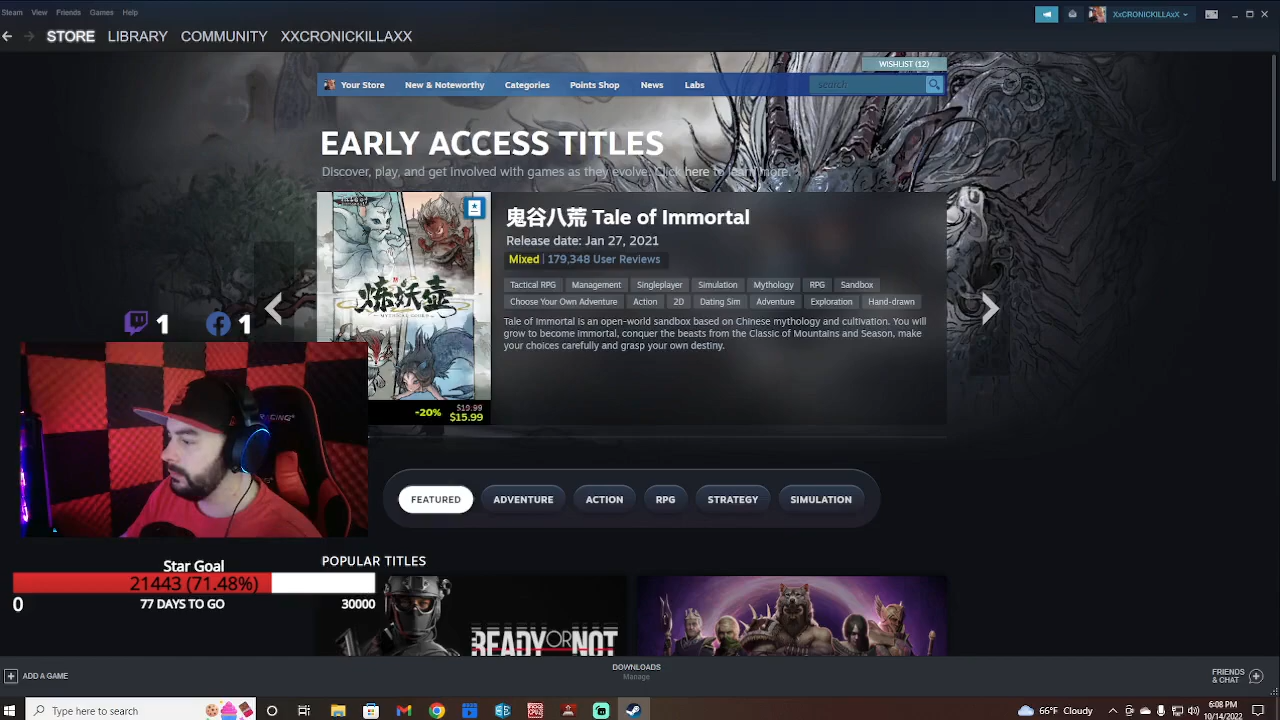 Steam View Friends Games Help
XxCRONICKILLAxX
STORE LIBRARY COMMUNITY XXCRONICKILLAXX
WISHLIST (12)
Your Store New & Noteworthy Categories Points Shop News Labs search
EARLY ACCESS TITLES
Discover, play, and get involved with games as they evolve. Click here to learn more.
鬼谷八荒 Tale of Immortal
Release date: Jan 27, 2021
Mixed | 179,348 User Reviews
Tactical RPG Management Singleplayer Simulation Mythology RPG Sandbox
Choose Your Own Adventure Action 2D Dating Sim Adventure Exploration Hand-drawn
Tale of Immortal is an open-world sandbox based on Chinese mythology and cultivation. You will
grow to become immortal, conquer the beasts from the Classic of Mountains and Season, make
your choices carefully and grasp your own destiny.
炼妖壶
-20% $19.99
$15.99
1 1
RACING
FEATURED ADVENTURE ACTION RPG STRATEGY SIMULATION
POPULAR TITLES
Star Goal
21443 (71.48%)
0 77 DAYS TO GO 30000
READY OR NOT
ADD A GAME
DOWNLOADS
Manage
FRIENDS
& CHAT
Type here to search
66°F Cloudy
6:08 PM
10/14/2022